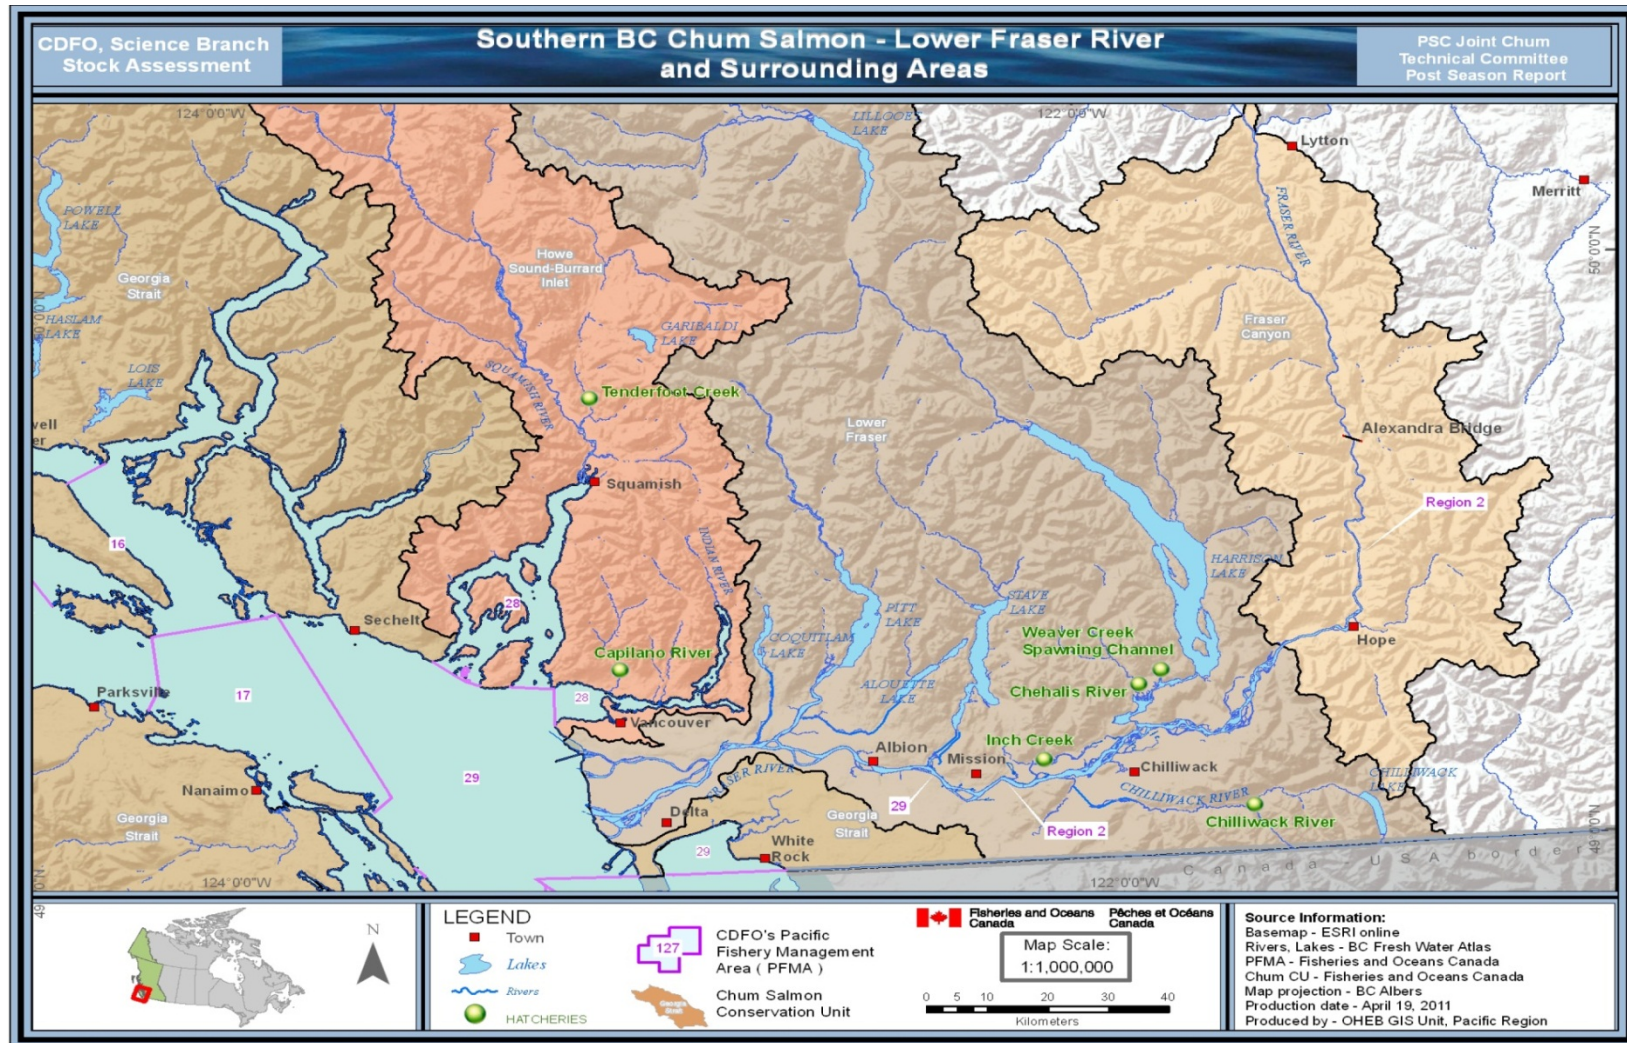 CDFO, Science Branch
Stock Assessment
Southern BC Chum Salmon - Lower Fraser River
and Surrounding Areas
PSC Joint Chum
Technical Committee
Post Season Report
124°0'0"W
122°0'0"W
LILLOOET
LAKE
Lytton
Merritt
POWELL
LAKE
FRASER RIVER
50°0'0"N
Georgia
Strait
Howe
Sound-Burrard
Inlet
HASLAM
LAKE
GARIBALDI
LAKE
Fraser
Canyon
LOIS
LAKE
SQUAMISH RIVER
Tenderfoot Creek
Lower
Fraser
Alexandra Bridge
Squamish
Region 2
16
INDIAN RIVER
HARRISON
LAKE
28
STAVE
LAKE
PITT
LAKE
Sechelt
Hope
COQUITLAM
LAKE
Weaver Creek
Spawning Channel
Capilano River
Chehalis River
ALOUETTE
LAKE
Parksville
17
28
Vancouver
Inch Creek
Albion
Mission
Chilliwack
29
FRASER RIVER
CHILLIWACK
LAKE
Nanaimo
CHILLIWACK RIVER
29
Chilliwack River
Delta
Georgia
Strait
Region 2
Georgia
Strait
White
Rock
29
49°0'0"N
Canada - USA border
124°0'0"W
122°0'0"W
N
LEGEND
Town
Lakes
Rivers
HATCHERIES
127
CDFO's Pacific
Fishery Management
Area ( PFMA )
Georgia
Strait
Chum Salmon
Conservation Unit
Fisheries and Oceans
Canada
Pêches et Océans
Canada
Map Scale:
1:1,000,000
0 5 10 20 30 40
Kilometers
Source Information:
Basemap - ESRI online
Rivers, Lakes - BC Fresh Water Atlas
PFMA - Fisheries and Oceans Canada
Chum CU - Fisheries and Oceans Canada
Map projection - BC Albers
Production date - April 19, 2011
Produced by - OHEB GIS Unit, Pacific Region